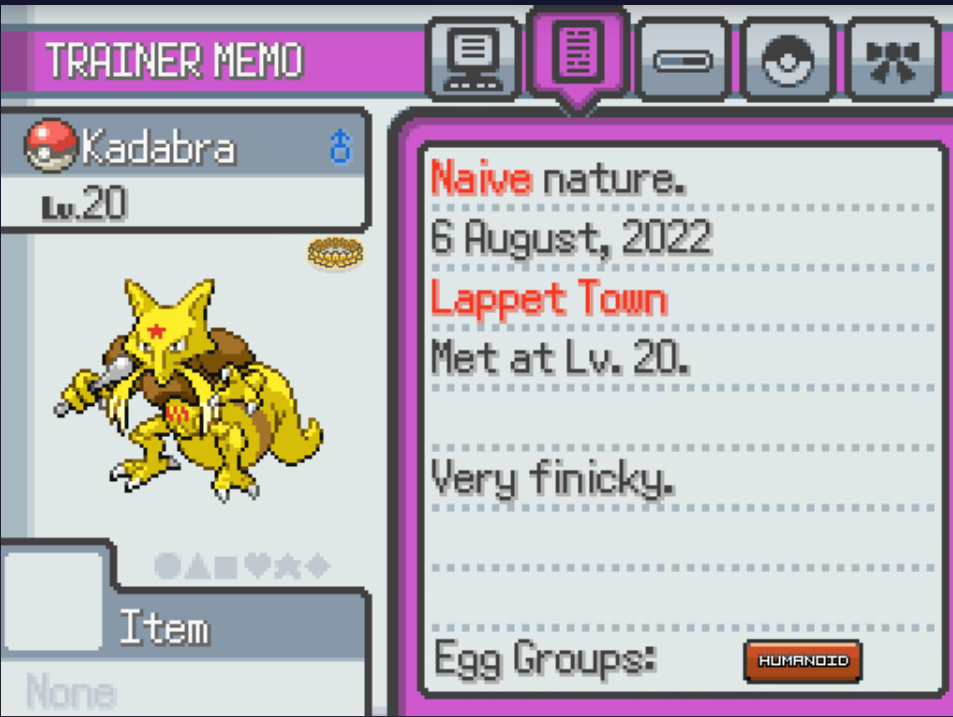 TRAINER MEMO
Kadabra ♂
Lv.20
Item
None
Naive nature.
6 August, 2022
Lappet Town
Met at Lv. 20.
Very finicky.
Egg Groups: HUMANOID